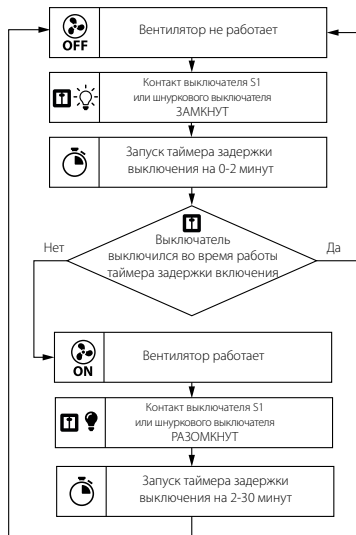 OFF
Вентилятор не работает
Контакт выключателя S1
или шнуркового выключателя
ЗАМКНУТ
Запуск таймера задержки
выключения на 0-2 минут
Нет
Да
Выключатель
выключился во время работы
таймера задержки включения
ON
Вентилятор работает
Контакт выключателя S1
или шнуркового выключателя
РАЗОМКНУТ
Запуск таймера задержки
выключения на 2-30 минут